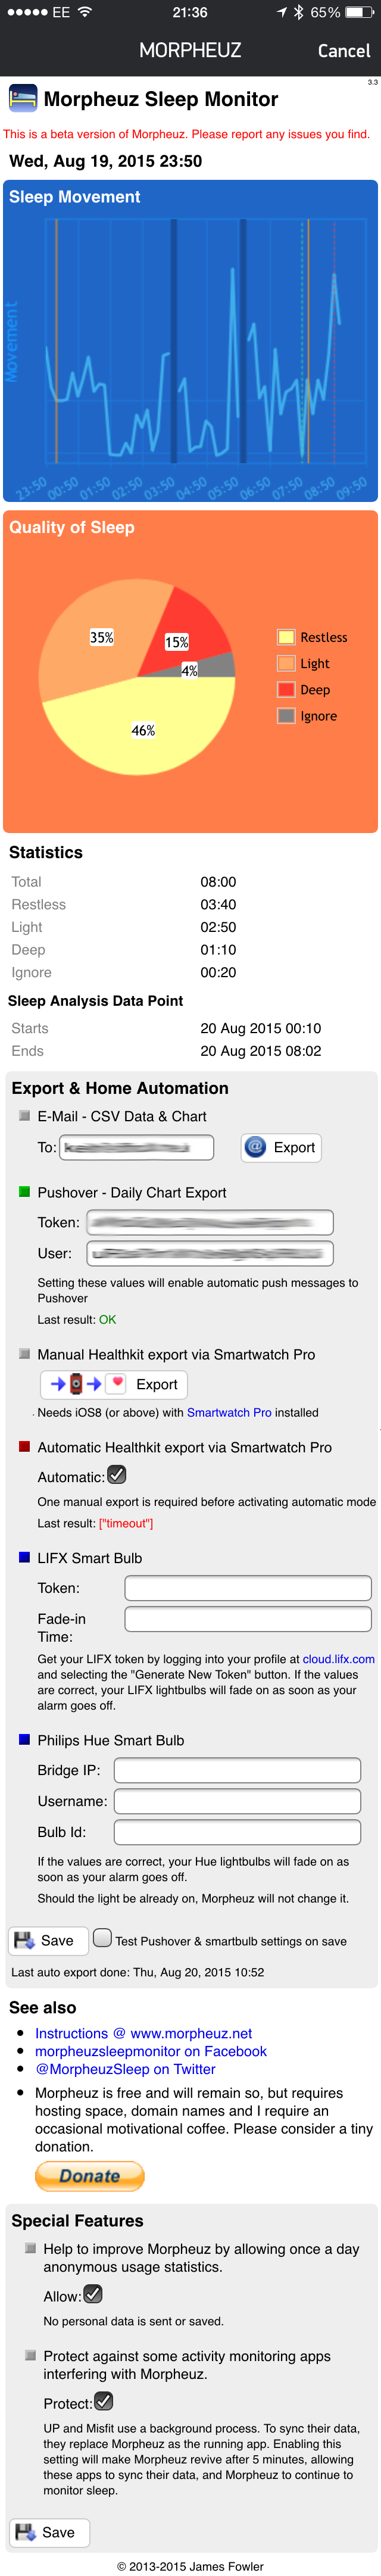 EE 21:36 65%
MORPHEUZ Cancel
3.3
Morpheuz Sleep Monitor
This is a beta version of Morpheuz. Please report any issues you find.
Wed, Aug 19, 2015 23:50
Sleep Movement
Movement
23:50 00:50 01:50 02:50 03:50 04:50 05:50 06:50 07:50 08:50 09:50
Quality of Sleep
35%
15%
4%
46%
Restless
Light
Deep
Ignore
Statistics
Total 08:00
Restless 03:40
Light 02:50
Deep 01:10
Ignore 00:20
Sleep Analysis Data Point
Starts 20 Aug 2015 00:10
Ends 20 Aug 2015 08:02
Export & Home Automation
E-Mail - CSV Data & Chart
To: @ Export
Pushover - Daily Chart Export
Token:
User:
Setting these values will enable automatic push messages to
Pushover
Last result: OK
Manual Healthkit export via Smartwatch Pro
Export
Needs iOS8 (or above) with Smartwatch Pro installed
Automatic Healthkit export via Smartwatch Pro
Automatic:
One manual export is required before activating automatic mode
Last result: ["timeout"]
LIFX Smart Bulb
Token:
Fade-in
Time:
Get your LIFX token by logging into your profile at cloud.lifx.com
and selecting the "Generate New Token" button. If the values
are correct, your LIFX lightbulbs will fade on as soon as your
alarm goes off.
Philips Hue Smart Bulb
Bridge IP:
Username:
Bulb Id:
If the values are correct, your Hue lightbulbs will fade on as
soon as your alarm goes off.
Should the light be already on, Morpheuz will not change it.
Save Test Pushover & smartbulb settings on save
Last auto export done: Thu, Aug 20, 2015 10:52
See also
• Instructions @ www.morpheuz.net
• morpheuzsleepmonitor on Facebook
• @MorpheuzSleep on Twitter
• Morpheuz is free and will remain so, but requires
hosting space, domain names and I require an
occasional motivational coffee. Please consider a tiny
donation.
Donate
Special Features
Help to improve Morpheuz by allowing once a day
anonymous usage statistics.
Allow:
No personal data is sent or saved.
Protect against some activity monitoring apps
interfering with Morpheuz.
Protect:
UP and Misfit use a background process. To sync their data,
they replace Morpheuz as the running app. Enabling this
setting will make Morpheuz revive after 5 minutes, allowing
these apps to sync their data, and Morpheuz to continue to
monitor sleep.
Save
© 2013-2015 James Fowler